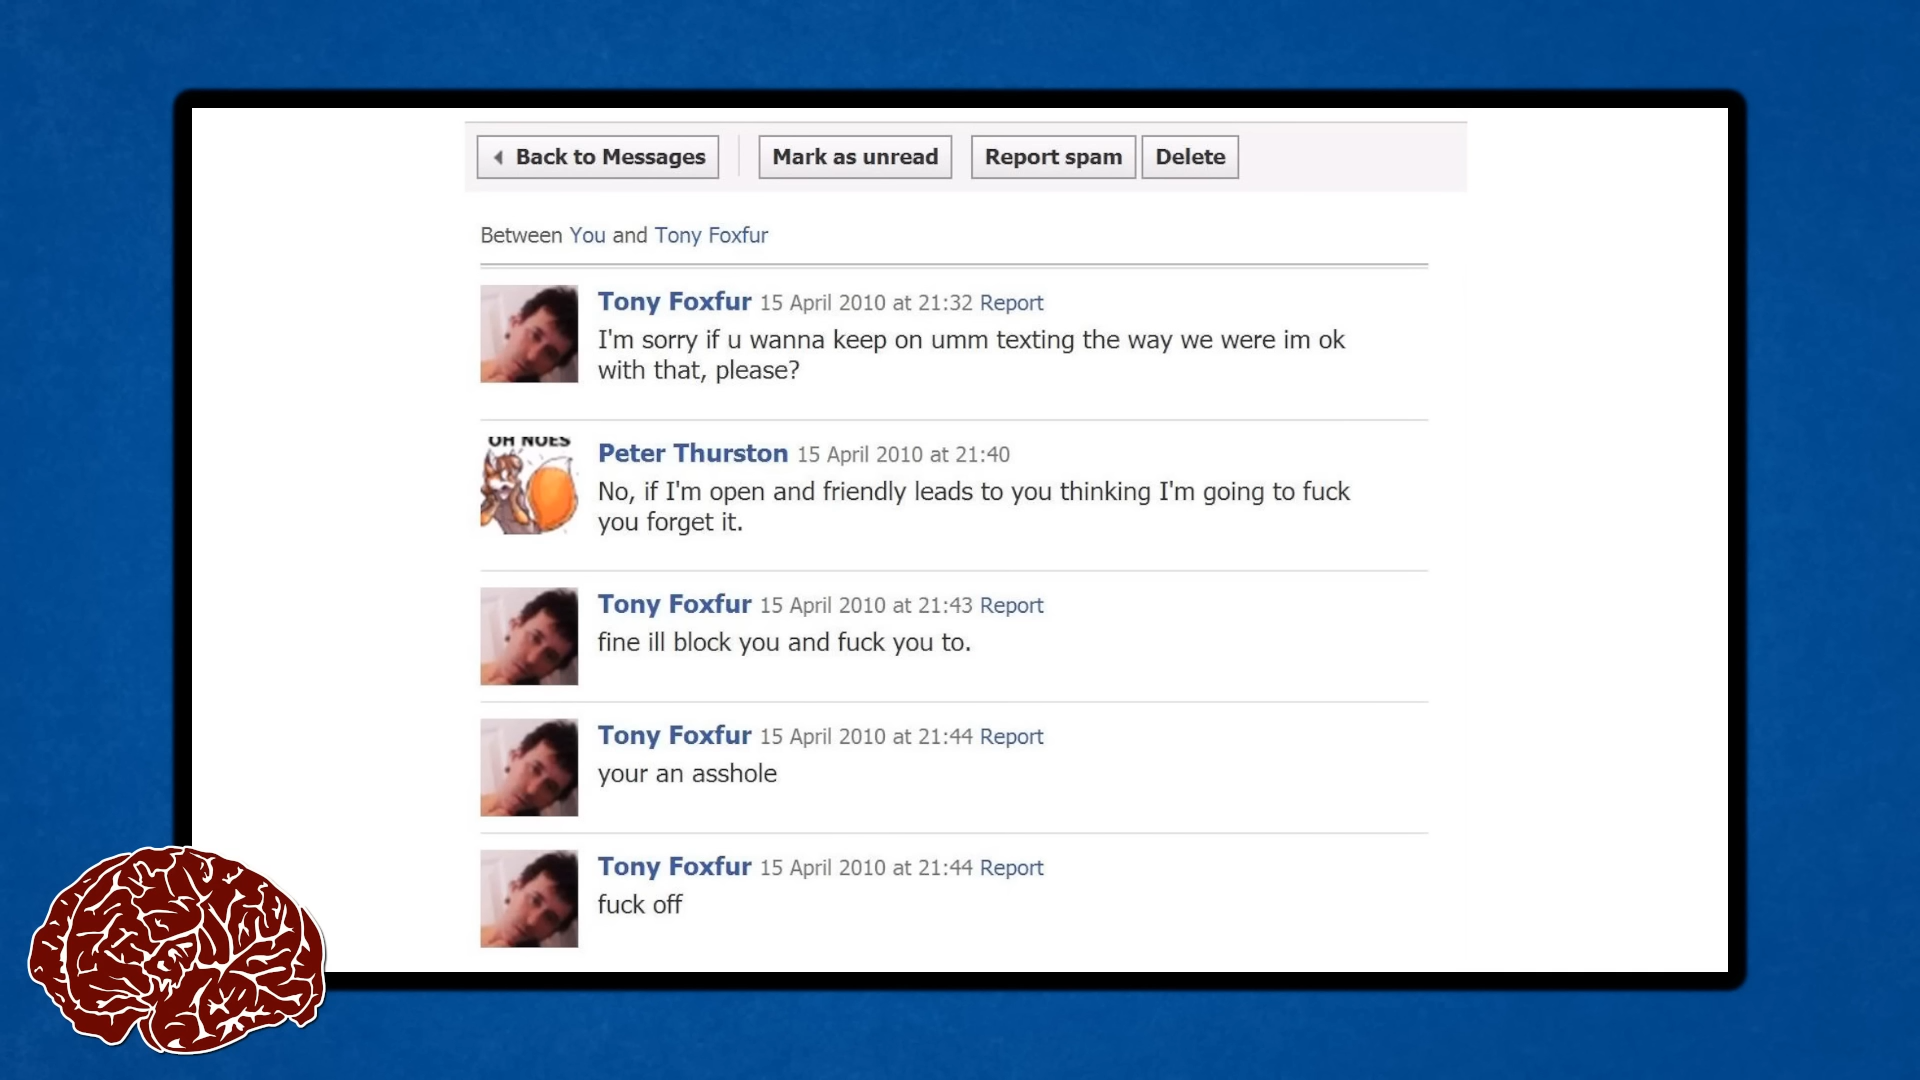 Back to Messages
Mark as unread
Report spam
Delete
Between You and Tony Foxfur
Tony Foxfur 15 April 2010 at 21:32 Report
I'm sorry if u wanna keep on umm texting the way we were im ok
with that, please?
OH NOES
Peter Thurston 15 April 2010 at 21:40
No, if I'm open and friendly leads to you thinking I'm going to fuck
you forget it.
Tony Foxfur 15 April 2010 at 21:43 Report
fine ill block you and fuck you to.
Tony Foxfur 15 April 2010 at 21:44 Report
your an asshole
Tony Foxfur 15 April 2010 at 21:44 Report
fuck off